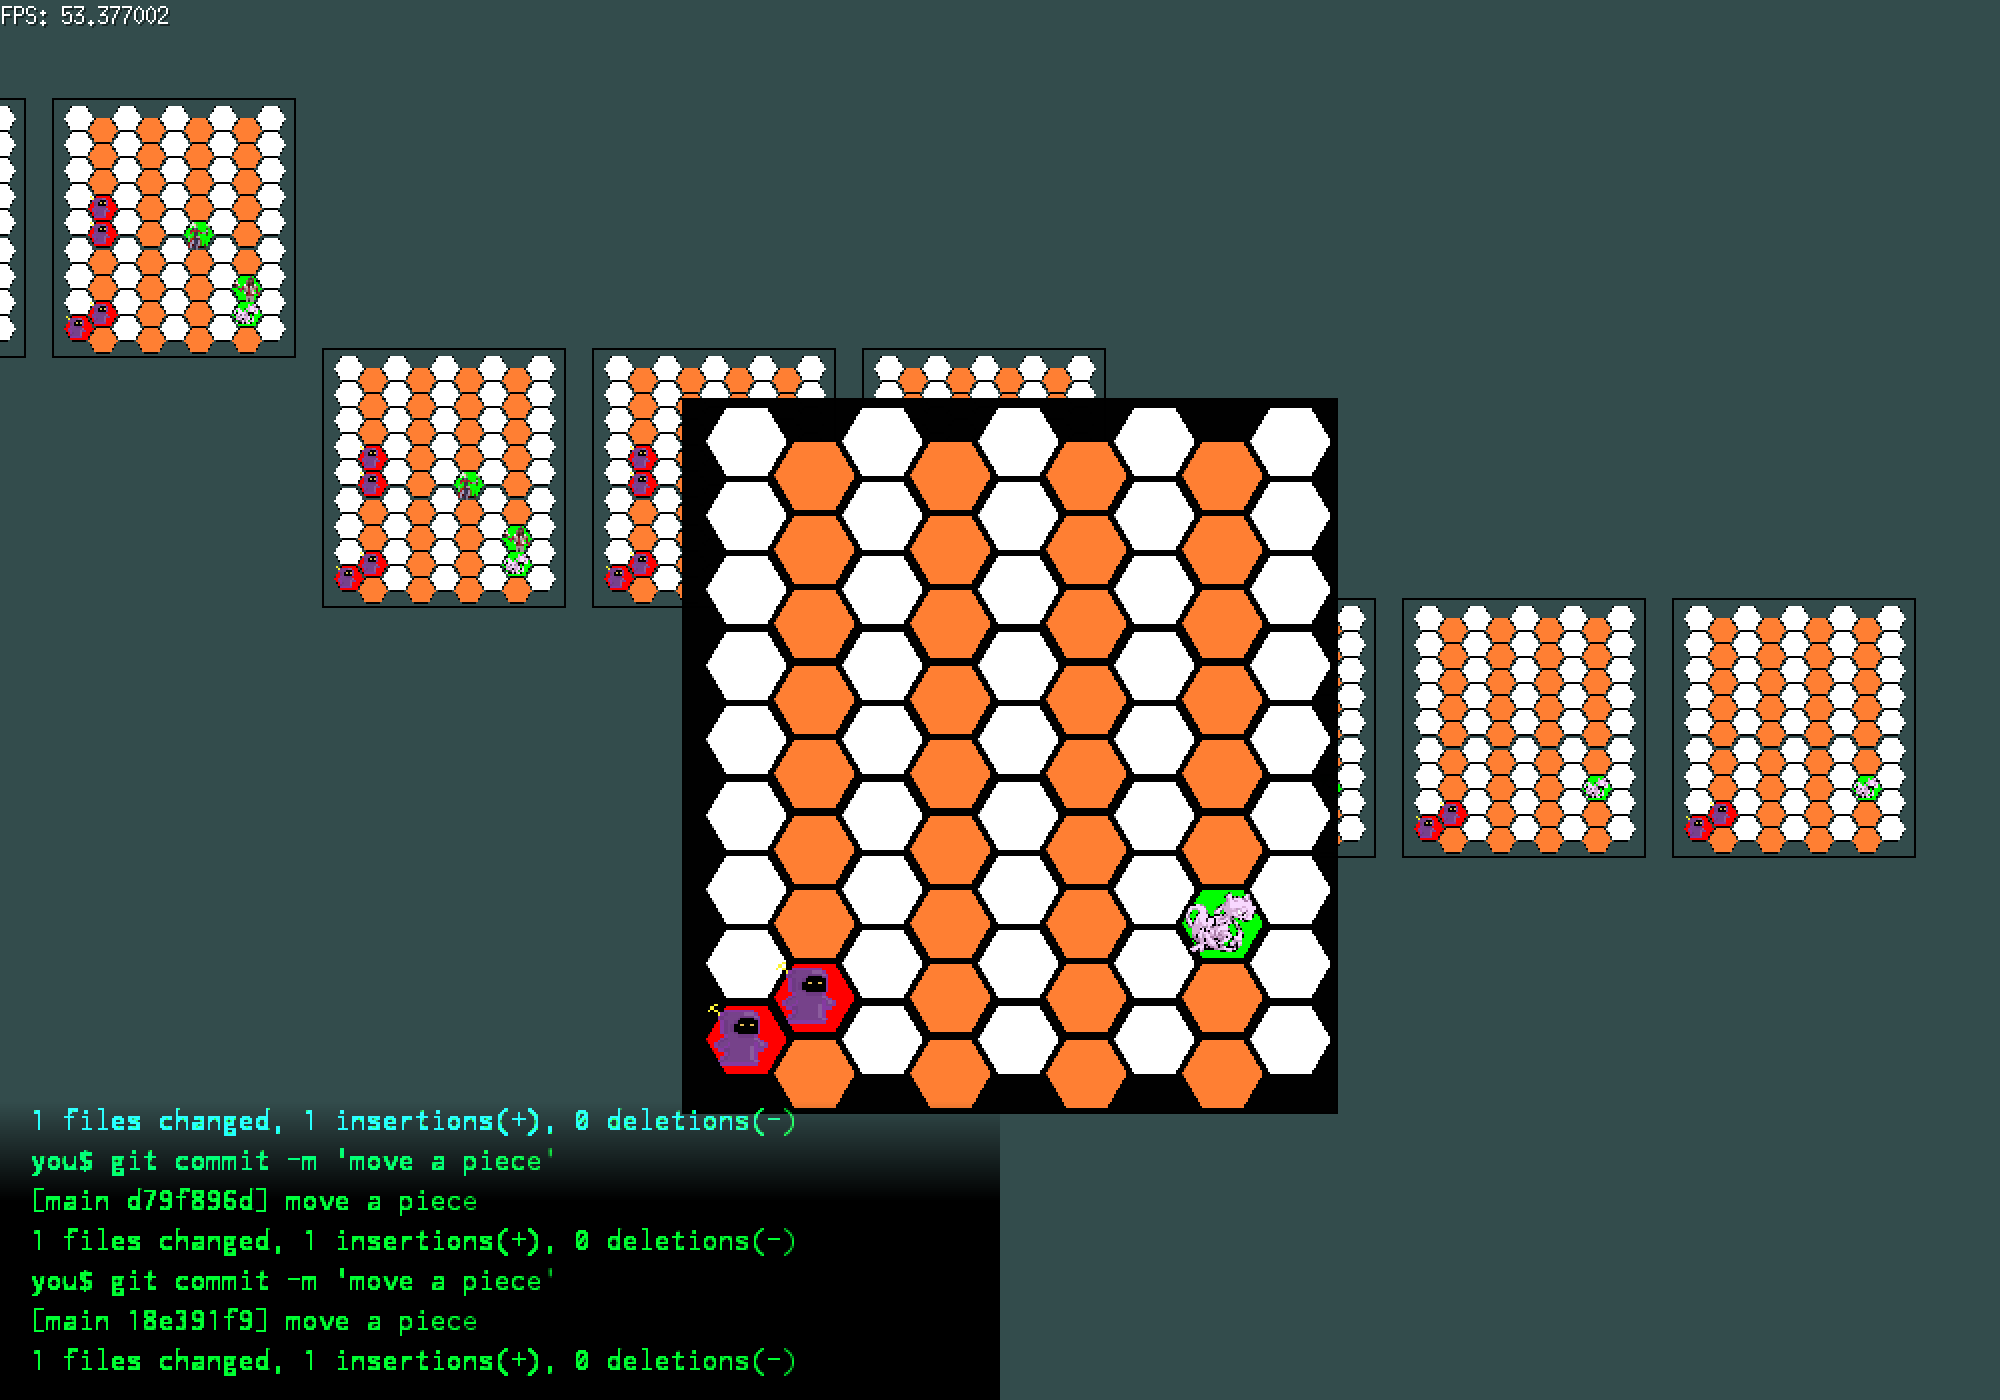 FPS: 53.377002
1 files changed, 1 insertions(+), 0 deletions(-)
you$ git commit -m 'move a piece'
[main d79f896d] move a piece
1 files changed, 1 insertions(+), 0 deletions(-)
you$ git commit -m 'move a piece'
[main 18e391f9] move a piece
1 files changed, 1 insertions(+), 0 deletions(-)